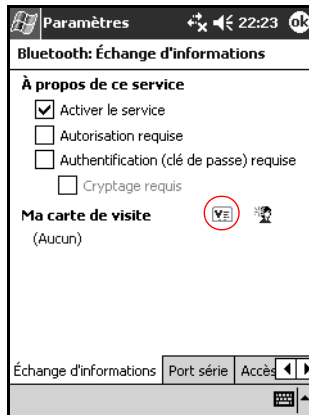 Paramètres 22:23 ok
Bluetooth: Échange d'informations
À propos de ce service
Activer le service
Autorisation requise
Authentification (clé de passe) requise
Cryptage requis
Ma carte de visite
(Aucun)
Échange d'informations Port série Accès